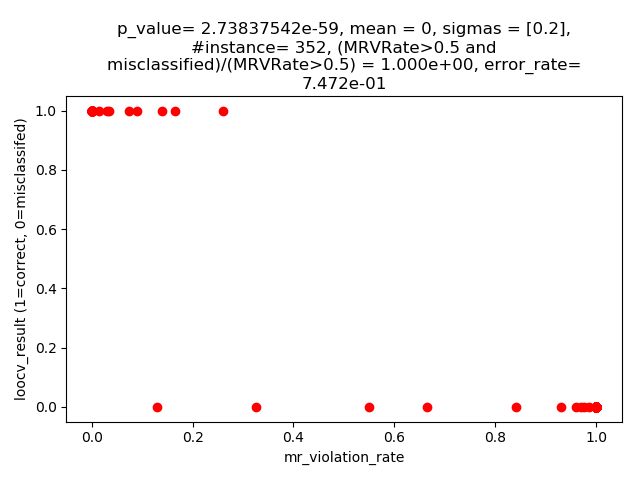 p_value= 2.73837542e-59, mean = 0, sigmas = [0.2],
#instance= 352, (MRVRate>0.5 and
misclassified)/(MRVRate>0.5) = 1.000e+00, error_rate=
7.472e-01
loocv_result (1=correct, 0=misclassifed)
1.0
0.8
0.6
0.4
0.2
0.0
0.0 0.2 0.4 0.6 0.8 1.0
mr_violation_rate